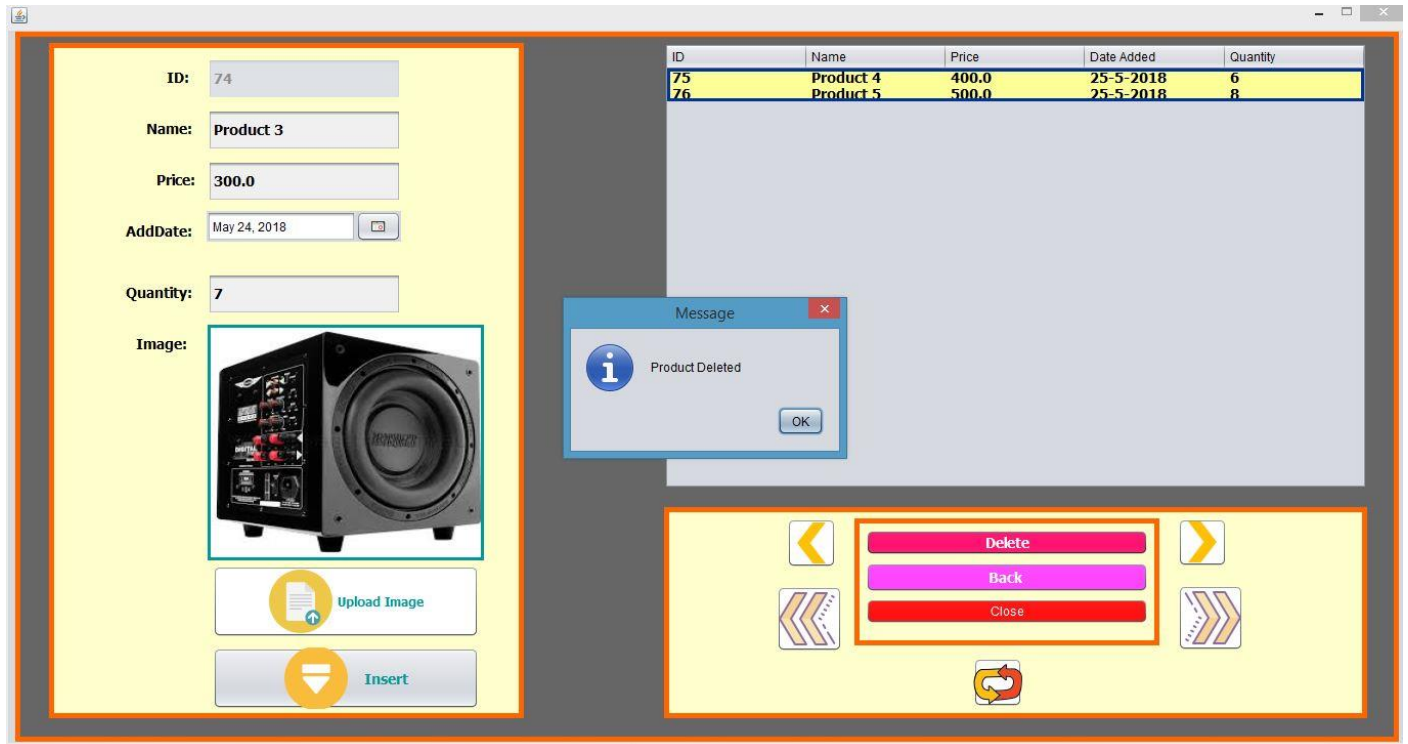 ID: 74
Name: Product 3
Price: 300.0
AddDate: May 24, 2018
Quantity: 7
Image:
Upload Image
Insert
ID Name Price Date Added Quantity
75 Product 4 400.0 25-5-2018 6
76 Product 5 500.0 25-5-2018 8
Message
Product Deleted
OK
Delete
Back
Close